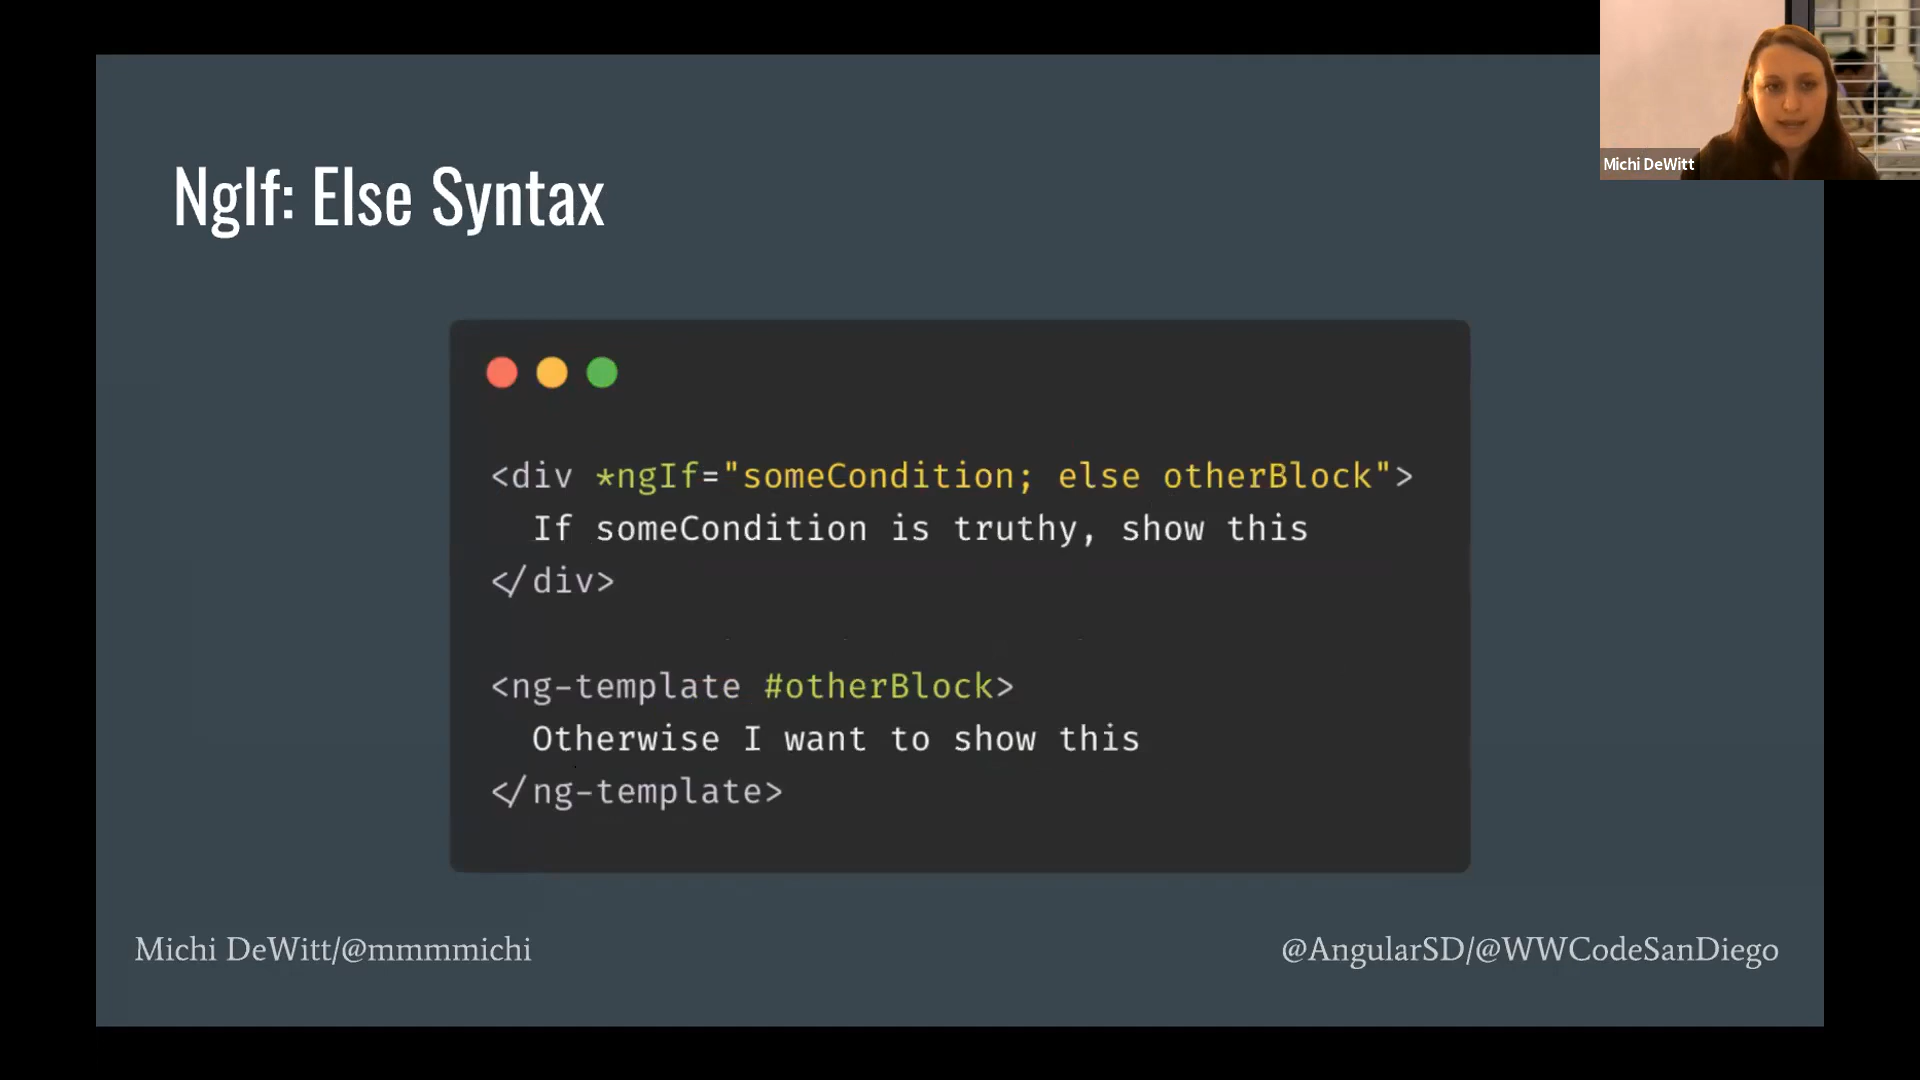 Michi DeWitt
NgIf: Else Syntax
<div *ngIf="someCondition; else otherBlock">
If someCondition is truthy, show this
</div>
<ng-template #otherBlock>
Otherwise I want to show this
</ng-template>
Michi DeWitt/@mmmmichi
@AngularSD/@WWCodeSanDiego